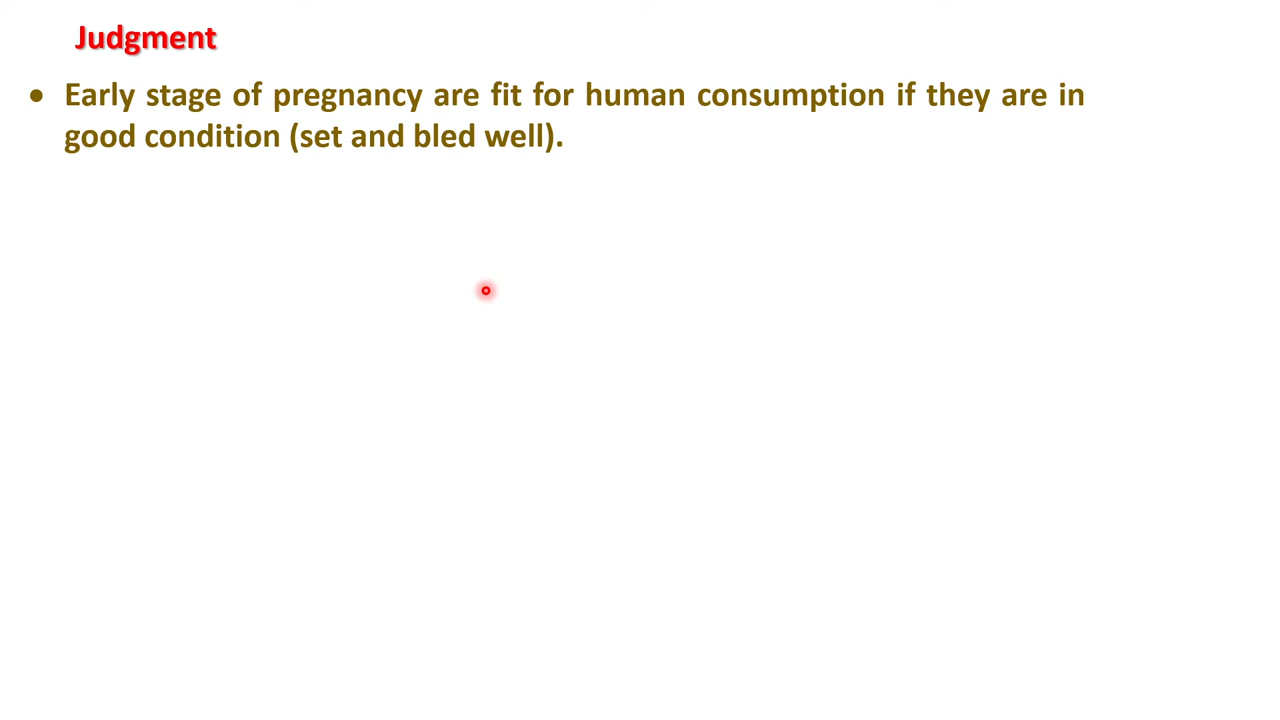 Judgment
• Early stage of pregnancy are fit for human consumption if they are in
good condition (set and bled well).